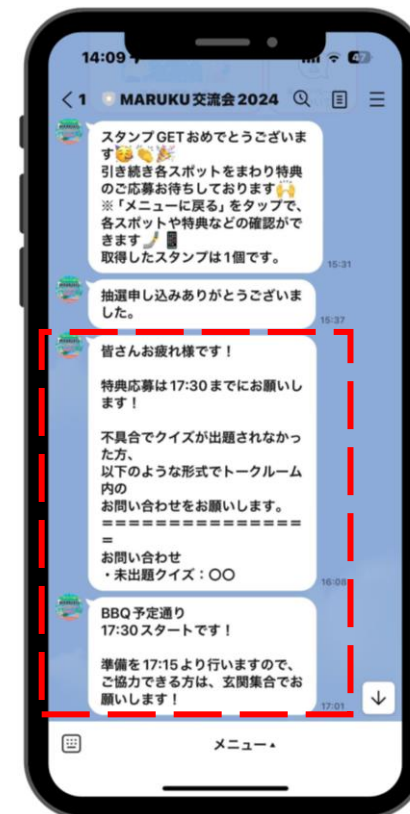 14:09
47
1 MARUKU交流会2024
スタンプGETおめでとうございま
す🥳👏🎉
引き続き各スポットをまわり特典
のご応募お待ちしております🙌
※「メニューに戻る」をタップで、
各スポットや特典などの確認がで
きます🤳📱
取得したスタンプは1個です。
15:31
抽選申し込みありがとうございま
した。
15:37
皆さんお疲れ様です！
特典応募は17:30までにお願いし
ます！
不具合でクイズが出題されなかっ
た方、
以下のような形式でトークルーム
内の
お問い合わせをお願いします。
===============
=
お問い合わせ
・未出題クイズ：〇〇
16:08
BBQ予定通り
17:30スタートです！
準備を17:15より行いますので、
ご協力できる方は、玄関集合でお
願いします！
17:01
メニュー▴